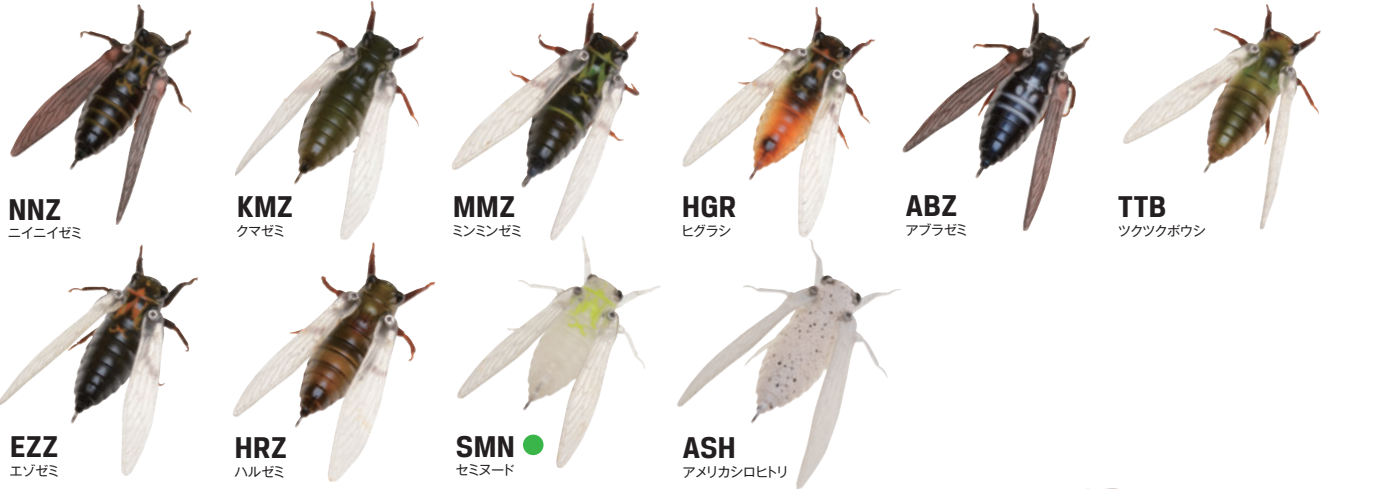 NNZ
ニイニイゼミ
KMZ
クマゼミ
MMZ
ミンミンゼミ
HGR
ヒグラシ
ABZ
アブラゼミ
TTB
ツクツクボウシ
EZZ
エゾゼミ
HRZ
ハルゼミ
SMN
セミヌード
ASH
アメリカシロヒトリ